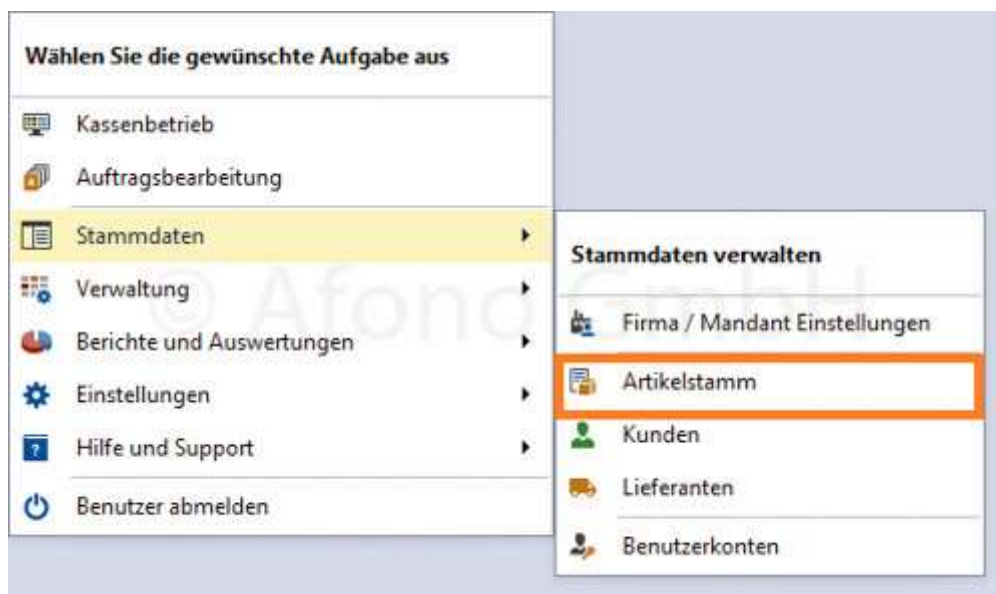 Wählen Sie die gewünschte Aufgabe aus
Kassenbetrieb
Auftragsbearbeitung
Stammdaten
Verwaltung
Berichte und Auswertungen
Einstellungen
Hilfe und Support
Benutzer abmelden
Stammdaten verwalten
Firma / Mandant Einstellungen
Artikelstamm
Kunden
Lieferanten
Benutzerkonten
© Afono GmbH